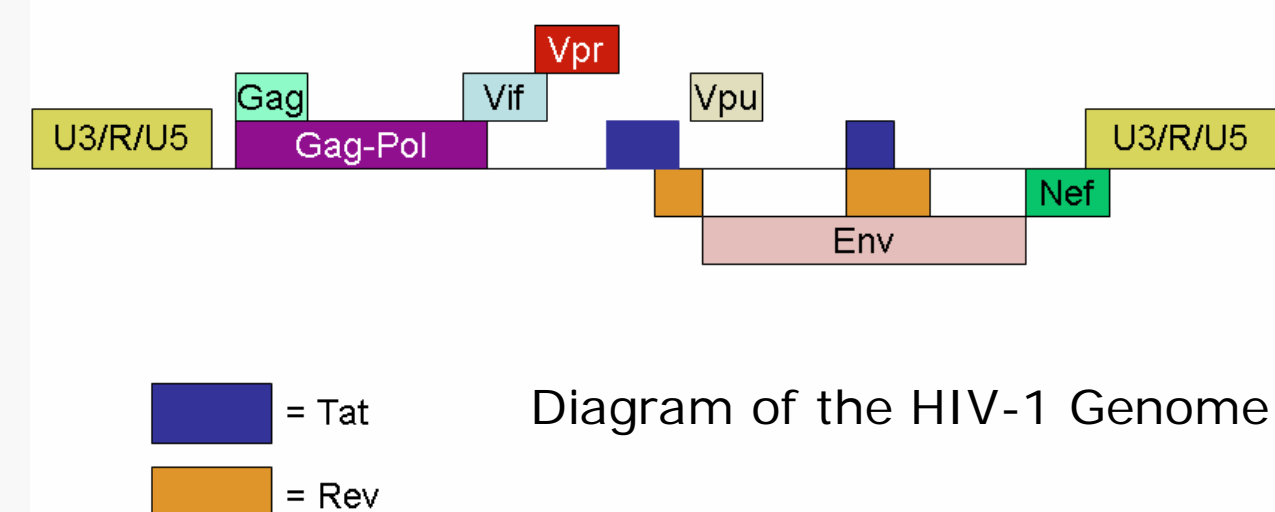 Vpr
Gag
Vif
Vpu
U3/R/U5
Gag-Pol
U3/R/U5
Nef
Env
= Tat
Diagram of the HIV-1 Genome
= Rev